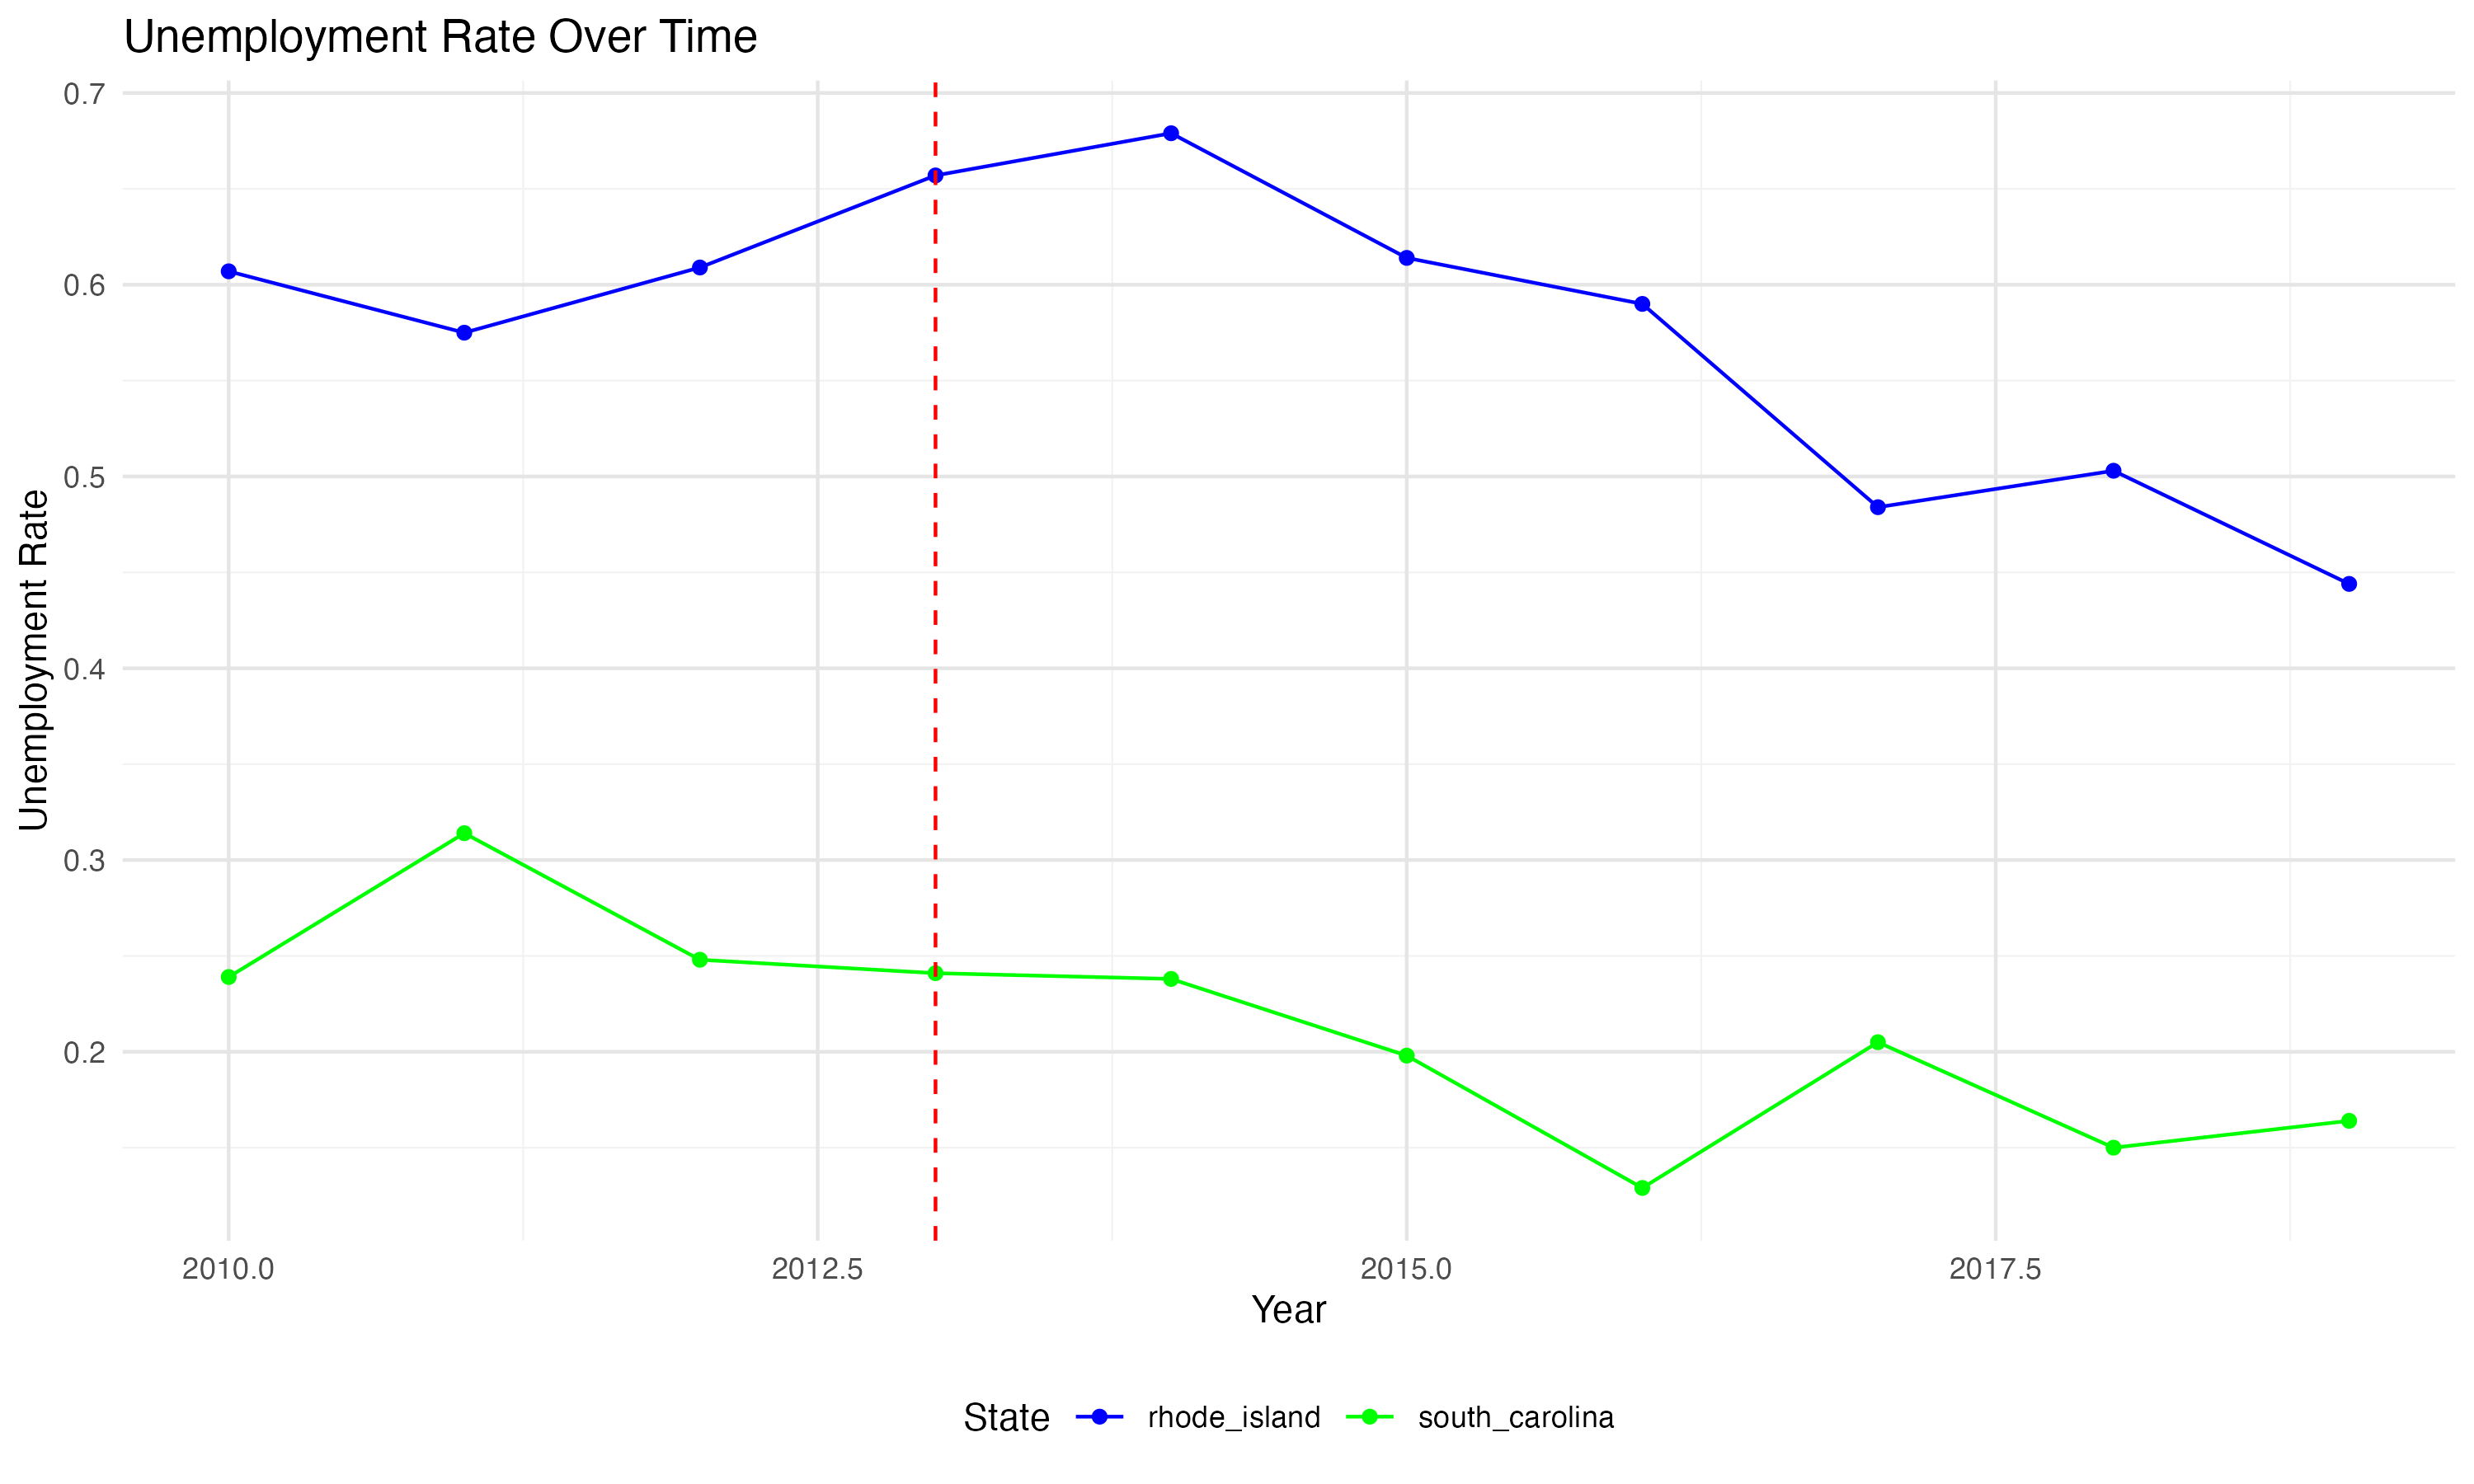 Unemployment Rate Over Time
Unemployment Rate
0.7
0.6
0.5
0.4
0.3
0.2
2010.0 2012.5 2015.0 2017.5
Year
State rhode_island south_carolina